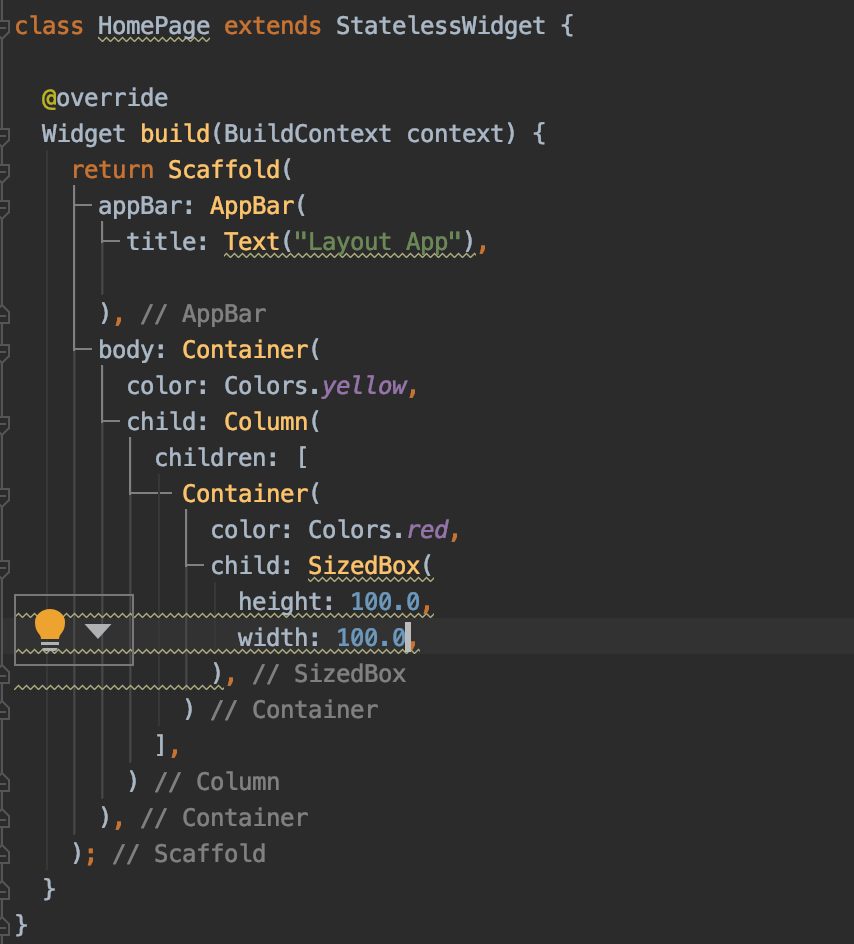 class HomePage extends StatelessWidget {
@override
Widget build(BuildContext context) {
return Scaffold(
appBar: AppBar(
title: Text("Layout App"),
), // AppBar
body: Container(
color: Colors.yellow,
child: Column(
children: [
Container(
color: Colors.red,
child: SizedBox(
height: 100.0,
width: 100.0,
), // SizedBox
) // Container
],
) // Column
), // Container
); // Scaffold
}
}